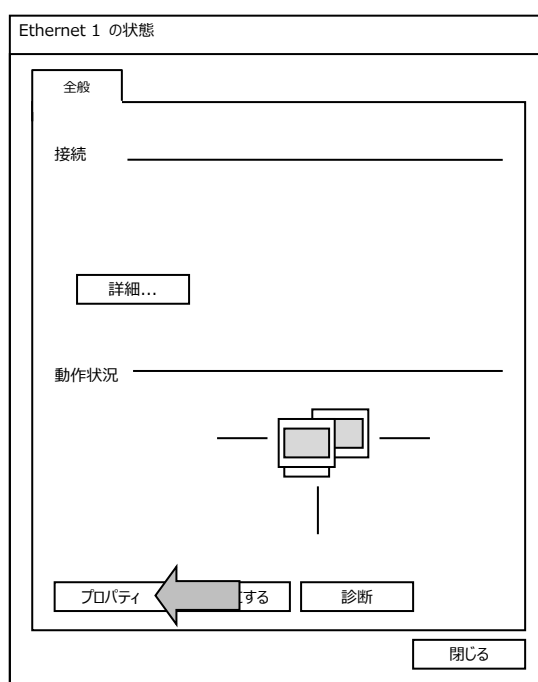 Ethernet 1 の状態
全般
接続
詳細...
動作状況
プロパティ
する
診断
閉じる